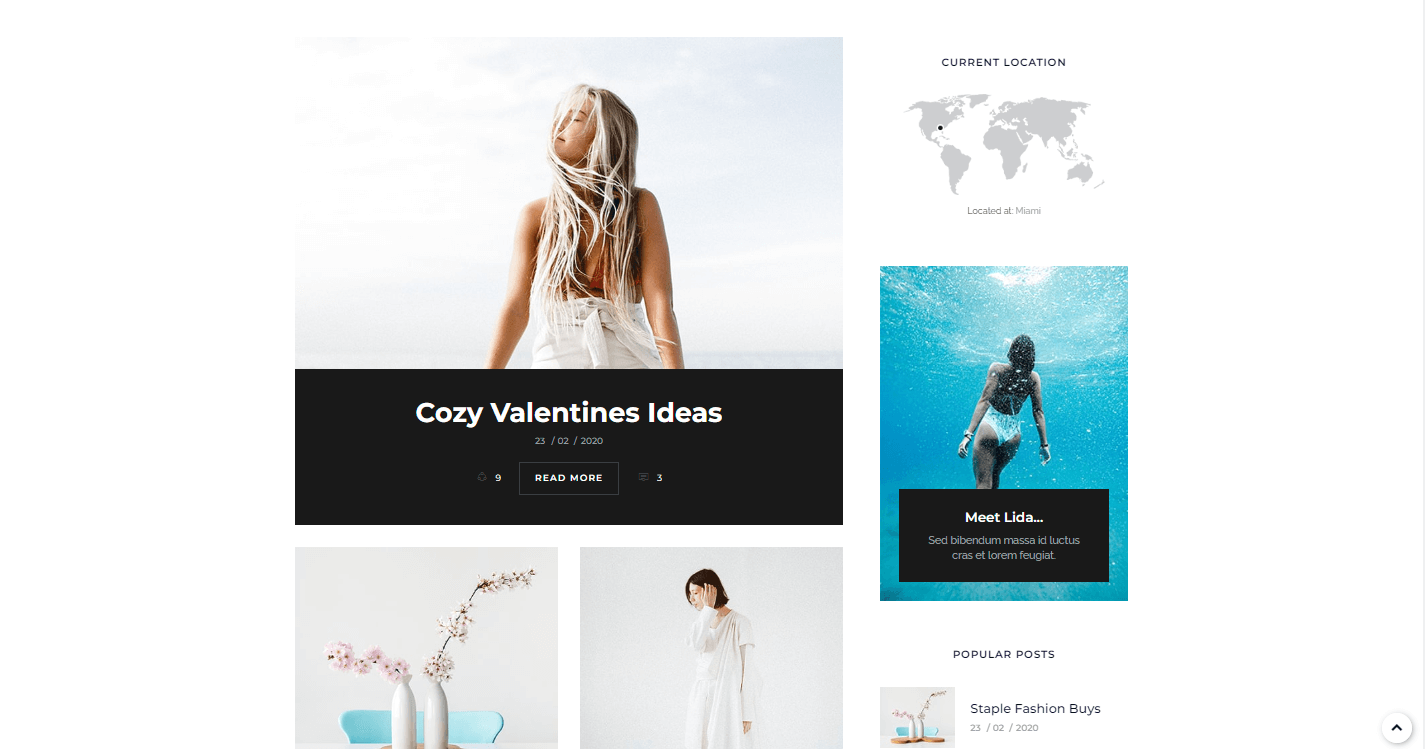 Cozy Valentines Ideas
23 / 02 / 2020
9 READ MORE 3
CURRENT LOCATION
Located at: Miami
Meet Lida...
Sed bibendum massa id luctus
cras et lorem feugiat.
POPULAR POSTS
Staple Fashion Buys
23 / 02 / 2020